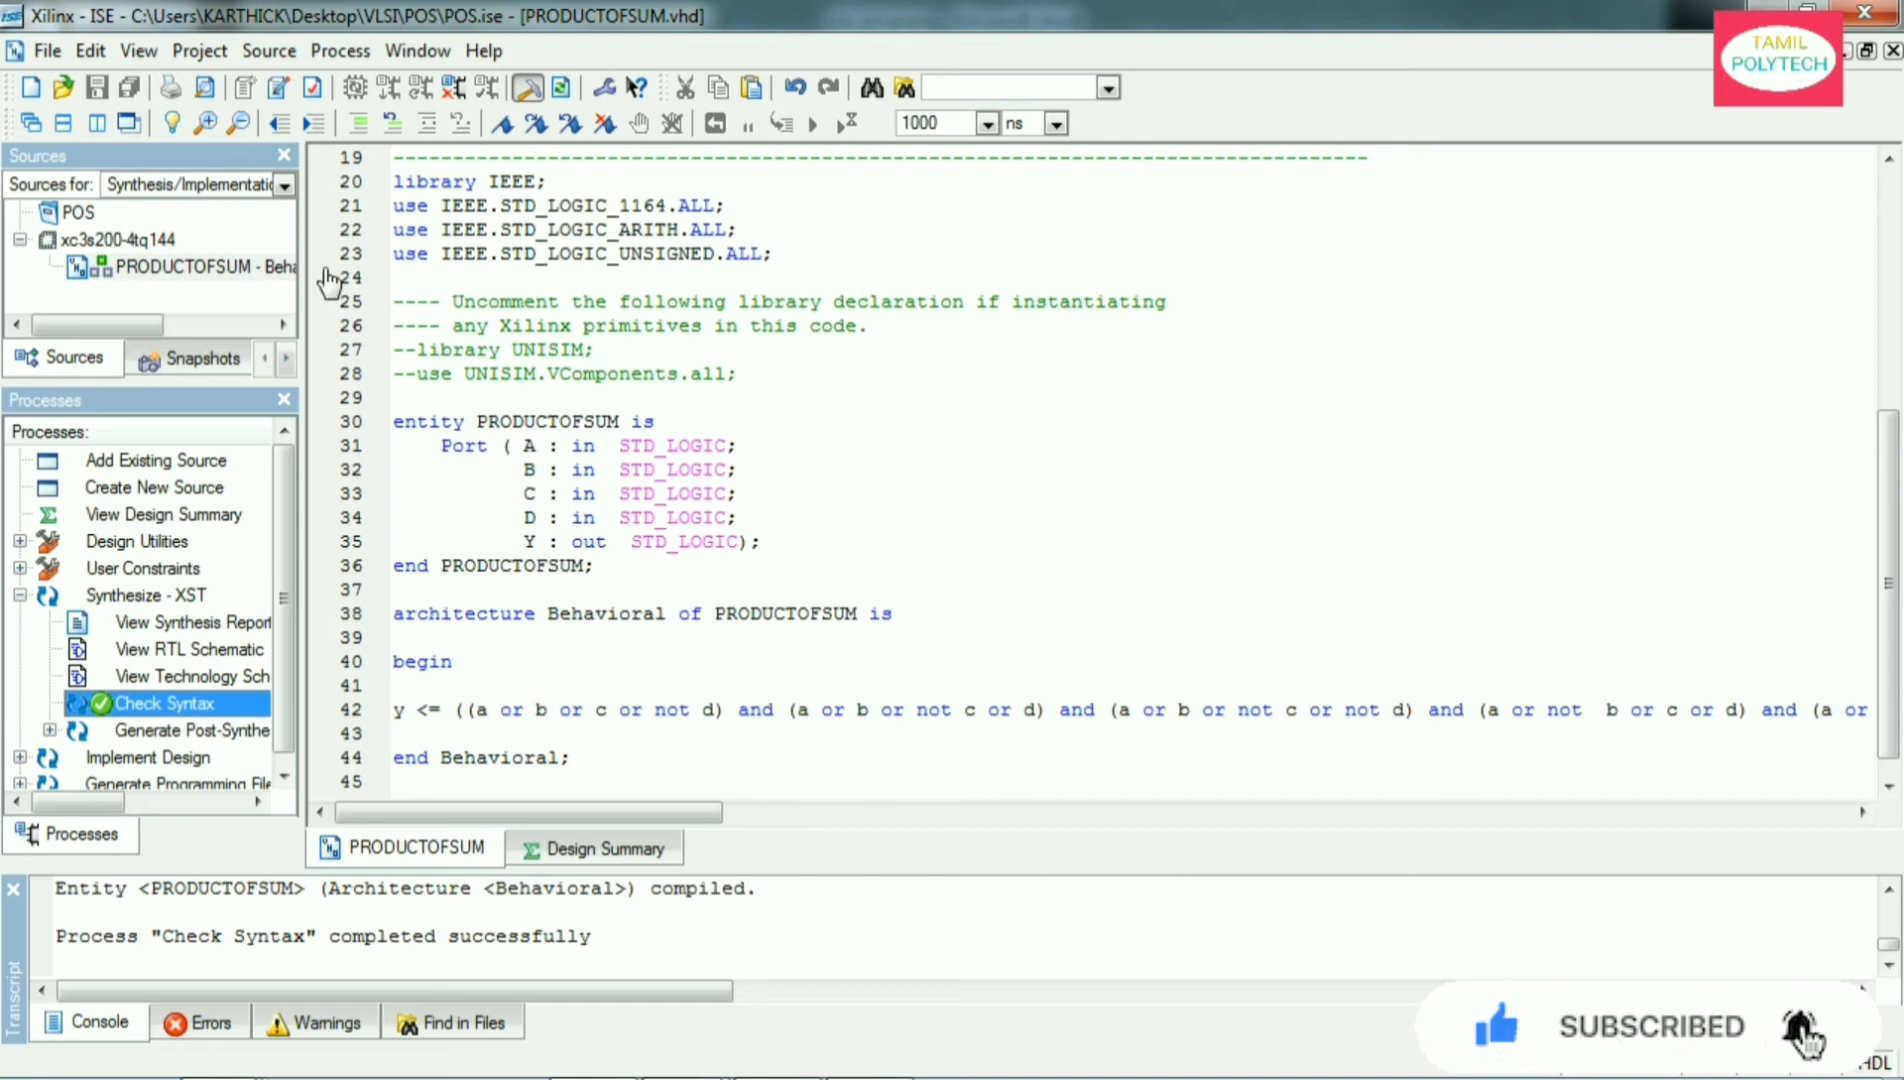 Xilinx - ISE - C:\Users\KARTHICK\Desktop\VLSI\POS\POS.ise - [PRODUCTOFSUM.vhd]
TAMIL
POLYTECH
File Edit View Project Source Process Window Help
1000 ns
Sources
Sources for: Synthesis/Implementatic
POS
xc3s200-4tq144
PRODUCTOFSUM - Beha
Sources Snapshots
Processes
Processes:
Add Existing Source
Create New Source
View Design Summary
Design Utilities
User Constraints
Synthesize - XST
View Synthesis Report
View RTL Schematic
View Technology Sch
Check Syntax
Generate Post-Synthe
Implement Design
Generate Programming File
Processes
19 ----------------------------------------------------------------------------------
20 library IEEE;
21 use IEEE.STD_LOGIC_1164.ALL;
22 use IEEE.STD_LOGIC_ARITH.ALL;
23 use IEEE.STD_LOGIC_UNSIGNED.ALL;
24
25 ---- Uncomment the following library declaration if instantiating
26 ---- any Xilinx primitives in this code.
27 --library UNISIM;
28 --use UNISIM.VComponents.all;
29
30 entity PRODUCTOFSUM is
31 Port ( A : in STD_LOGIC;
32 B : in STD_LOGIC;
33 C : in STD_LOGIC;
34 D : in STD_LOGIC;
35 Y : out STD_LOGIC);
36 end PRODUCTOFSUM;
37
38 architecture Behavioral of PRODUCTOFSUM is
39
40 begin
41
42 y <= ((a or b or c or not d) and (a or b or not c or d) and (a or b or not c or not d) and (a or not b or c or d) and (a or
43
44 end Behavioral;
45
PRODUCTOFSUM Design Summary
Entity <PRODUCTOFSUM> (Architecture <Behavioral>) compiled.
Process "Check Syntax" completed successfully
Transcript
Console Errors Warnings Find in Files
SUBSCRIBED
HDL